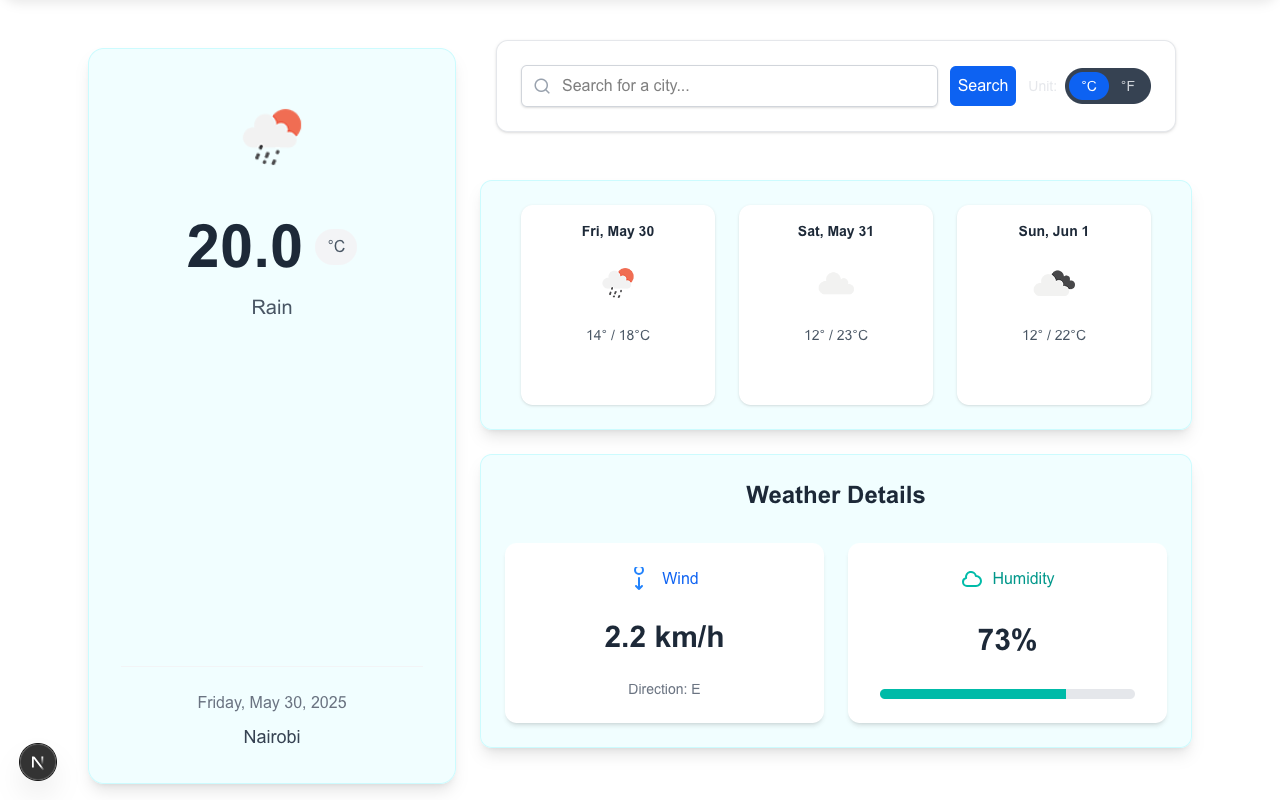 20.0 °C
Rain
Friday, May 30, 2025
Nairobi
Search for a city...
Search
Unit:
°C
°F
Fri, May 30
14° / 18°C
Sat, May 31
12° / 23°C
Sun, Jun 1
12° / 22°C
Weather Details
Wind
2.2 km/h
Direction: E
Humidity
73%
N